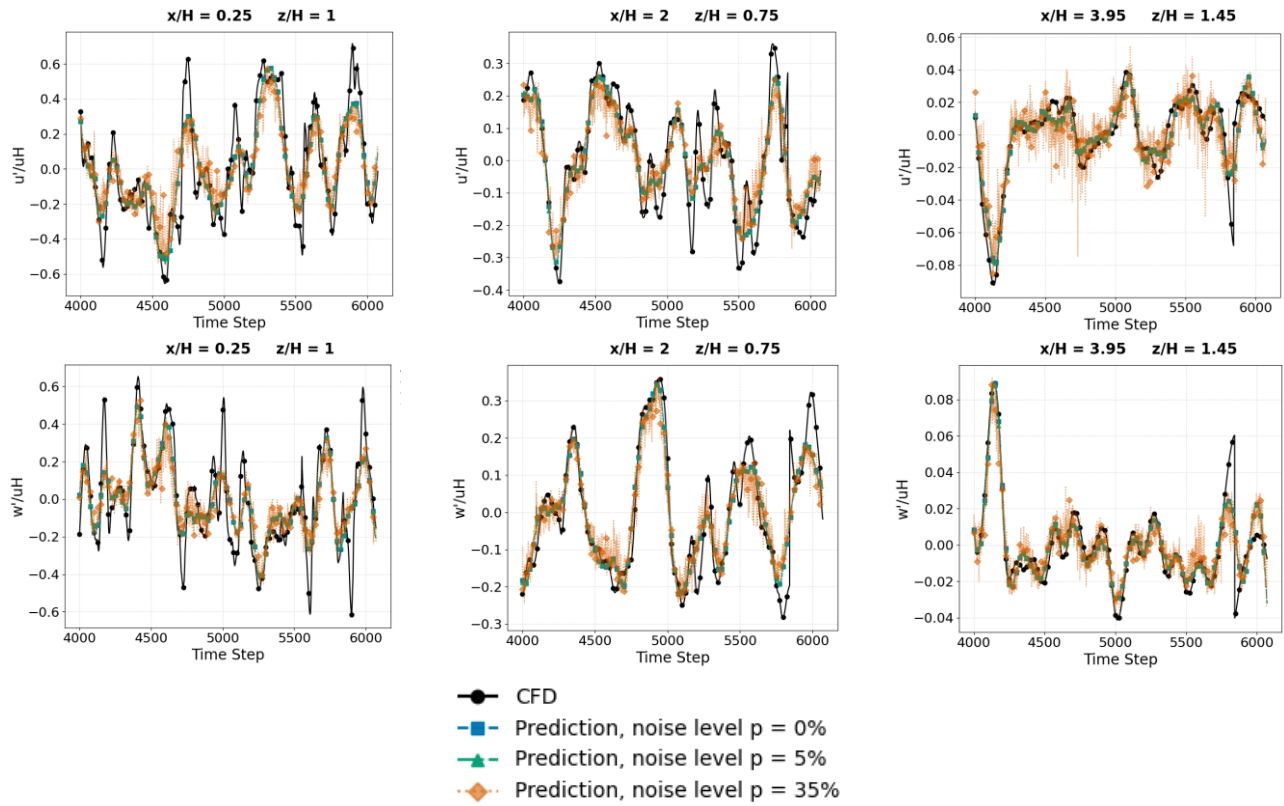 x/H = 0.25 z/H = 1
x/H = 2 z/H = 0.75
x/H = 3.95 z/H = 1.45
u'/uH
0.6
0.4
0.2
0.0
−0.2
−0.4
−0.6
4000 4500 5000 5500 6000
Time Step
u'/uH
0.3
0.2
0.1
0.0
−0.1
−0.2
−0.3
−0.4
4000 4500 5000 5500 6000
Time Step
u'/uH
0.06
0.04
0.02
0.00
−0.02
−0.04
−0.06
−0.08
4000 4500 5000 5500 6000
Time Step
x/H = 0.25 z/H = 1
x/H = 2 z/H = 0.75
x/H = 3.95 z/H = 1.45
w'/uH
0.6
0.4
0.2
0.0
−0.2
−0.4
−0.6
4000 4500 5000 5500 6000
Time Step
w'/uH
0.3
0.2
0.1
0.0
−0.1
−0.2
−0.3
4000 4500 5000 5500 6000
Time Step
w'/uH
0.08
0.06
0.04
0.02
0.00
−0.02
−0.04
4000 4500 5000 5500 6000
Time Step
CFD
Prediction, noise level p = 0%
Prediction, noise level p = 5%
Prediction, noise level p = 35%